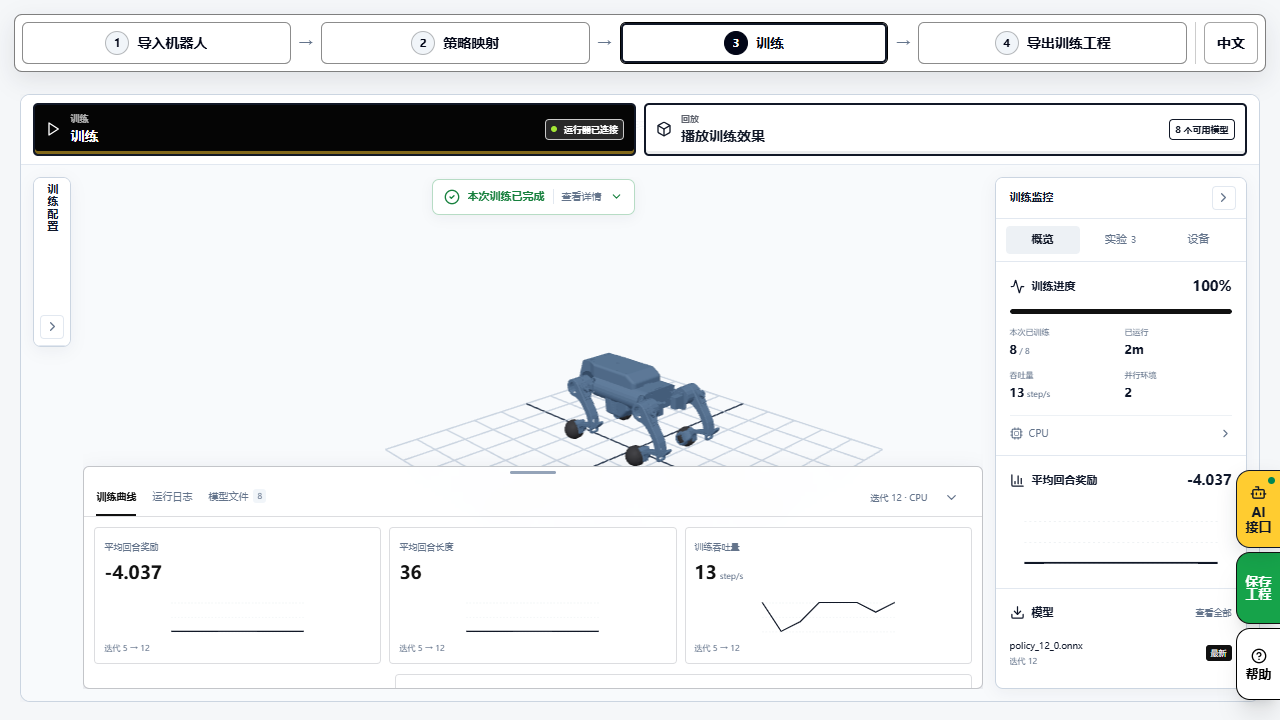 1 导入机器人 → 2 策略映射 → 3 训练 → 4 导出训练工程 中文
训练
训练
运行器已连接
回放
播放训练效果
8 个可用模型
训练配置
本次训练已完成 查看详情
训练监控
概览 实验 3 设备
训练进度 100%
本次已训练 已运行
8 / 8 2m
吞吐量 并行环境
13 step/s 2
CPU
平均回合奖励 -4.037
模型 查看全部
policy_12_0.onnx
迭代 12
最新
训练曲线 运行日志 模型文件 8 迭代 12 · CPU
平均回合奖励
-4.037
迭代 5 → 12
平均回合长度
36
迭代 5 → 12
训练吞吐量
13 step/s
迭代 5 → 12
AI
接口
保存
工程
帮助